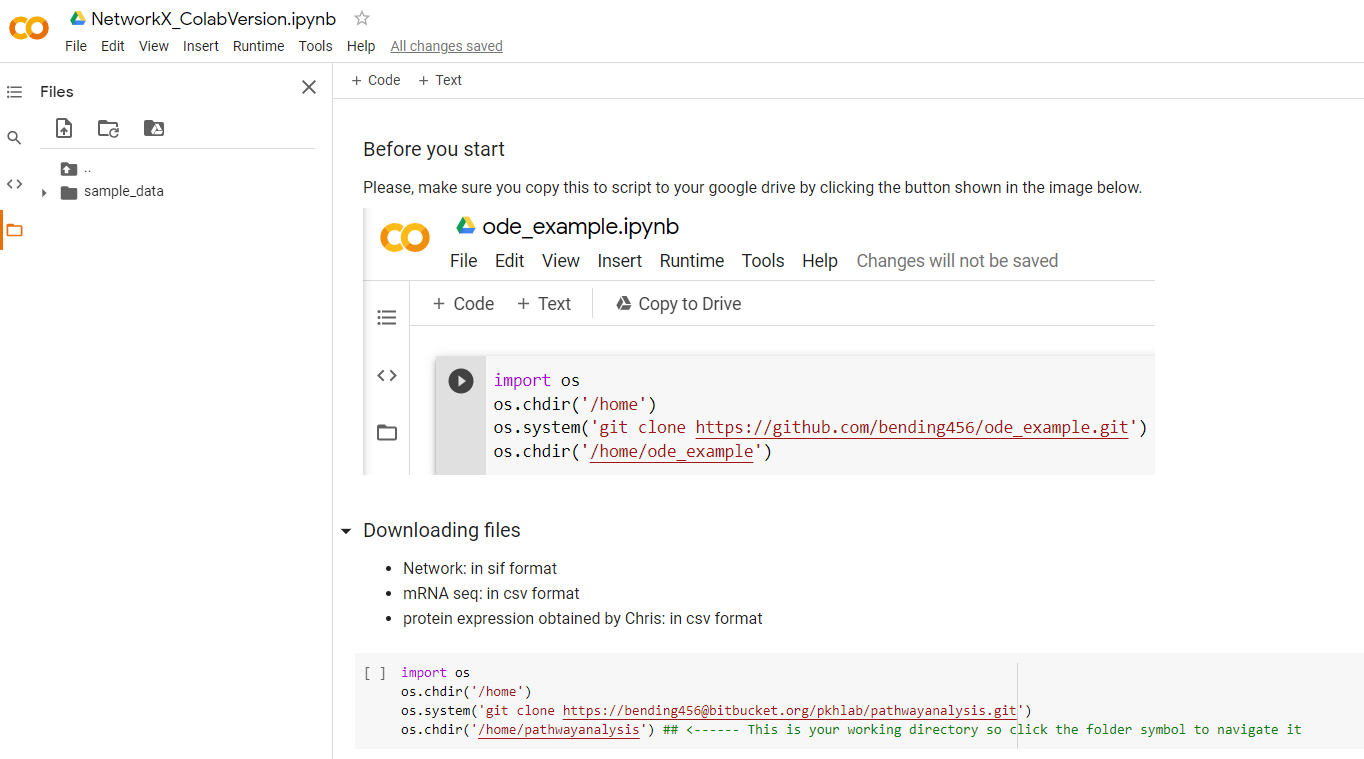 NetworkX_ColabVersion.ipynb
File Edit View Insert Runtime Tools Help All changes saved
Files
+ Code + Text
..
sample_data
Before you start
Please, make sure you copy this to script to your google drive by clicking the button shown in the image below.
ode_example.ipynb
File Edit View Insert Runtime Tools Help Changes will not be saved
+ Code + Text Copy to Drive
import os
os.chdir('/home')
os.system('git clone https://github.com/bending456/ode_example.git')
os.chdir('/home/ode_example')
Downloading files
• Network: in sif format
• mRNA seq: in csv format
• protein expression obtained by Chris: in csv format
[ ] import os
os.chdir('/home')
os.system('git clone https://bending456@bitbucket.org/pkhlab/pathwayanalysis.git')
os.chdir('/home/pathwayanalysis') ## <------ This is your working directory so click the folder symbol to navigate it